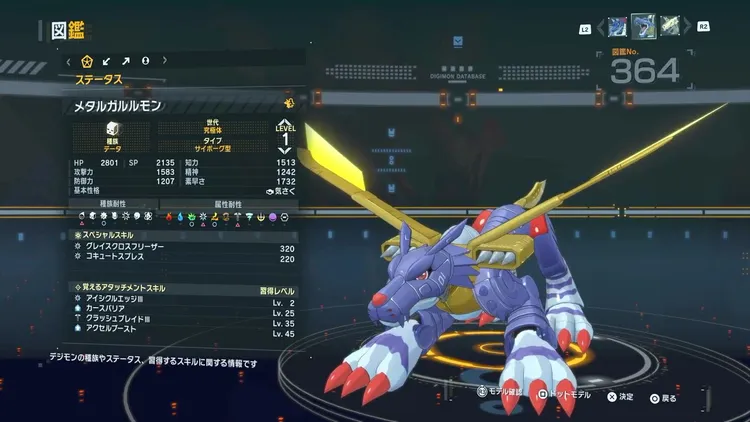 図鑑
L2
R2
図鑑No.
364
DIGIMON DATABASE
ステータス
メタルガルルモン
種族
データ
世代
究極体
タイプ
サイボーグ型
LEVEL
1
HP 2801 SP 2135 知力 1513
攻撃力 1583 精神 1242
防御力 1207 素早さ 1732
基本性格 気さく
種族耐性 属性耐性
スペシャルスキル
グレイスクロスフリーザー 320
コキュートスブレス 220
覚えるアタッチメントスキル 習得レベル
アイシクルエッジⅢ Lv. 2
カースバリア Lv. 25
クラッシュブレイドⅢ Lv. 35
アクセルブースト Lv. 45
デジモンの種族やステータス、習得するスキルに関する情報です
モデル確認 ドットモデル 決定 戻る